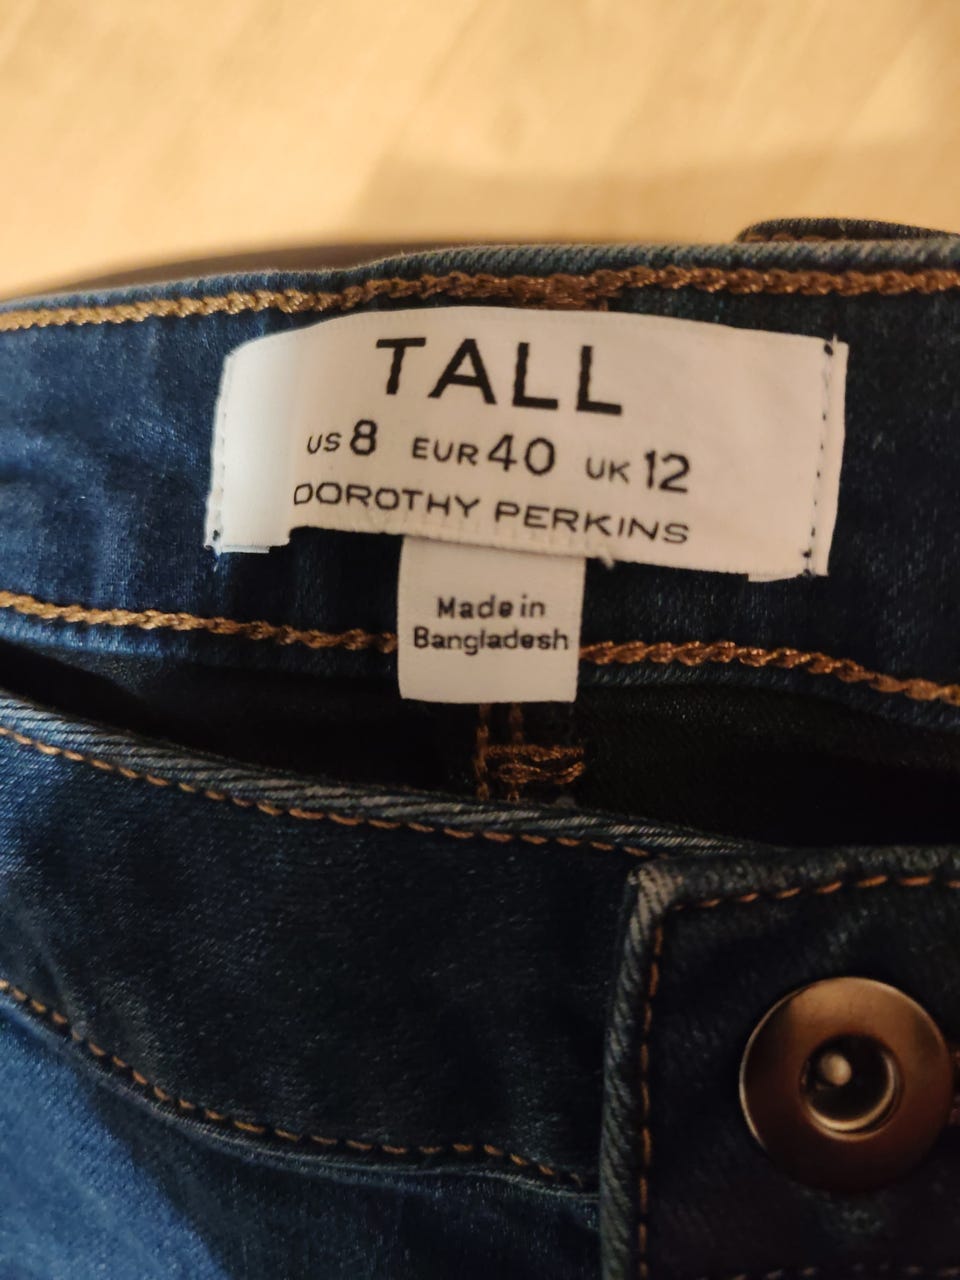 TALL
US 8 EUR 40 UK 12
DOROTHY PERKINS
Made in
Bangladesh